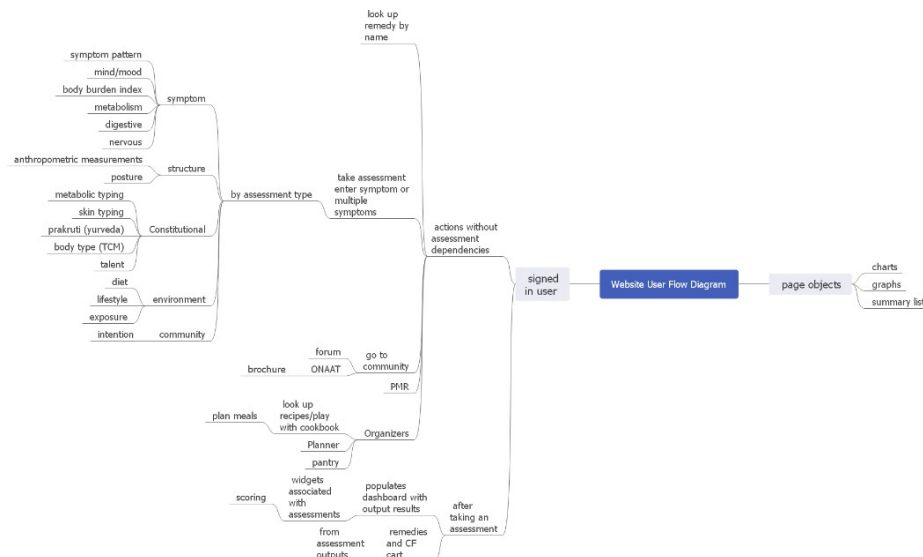 look up
remedy by
name
symptom pattern
mind/mood
body burden index
metabolism
digestive
nervous
symptom
anthropometric measurements
posture
structure
metabolic typing
skin typing
prakruti (yurveda)
body type (TCM)
talent
Constitutional
diet
lifestyle
exposure
environment
intention
community
by assessment type
take assessment
enter symptom or
multiple
symptoms
actions without
assessment
dependencies
forum
brochure
ONAAT
go to
community
PMR
plan meals
look up
recipes/play
with cookbook
Planner
pantry
Organizers
scoring
widgets
associated
with
assessments
populates
dashboard with
output results
from
assessment
outputs
remedies
and CF
cart
after
taking an
assessment
signed
in user
Website User Flow Diagram
page objects
charts
graphs
summary list